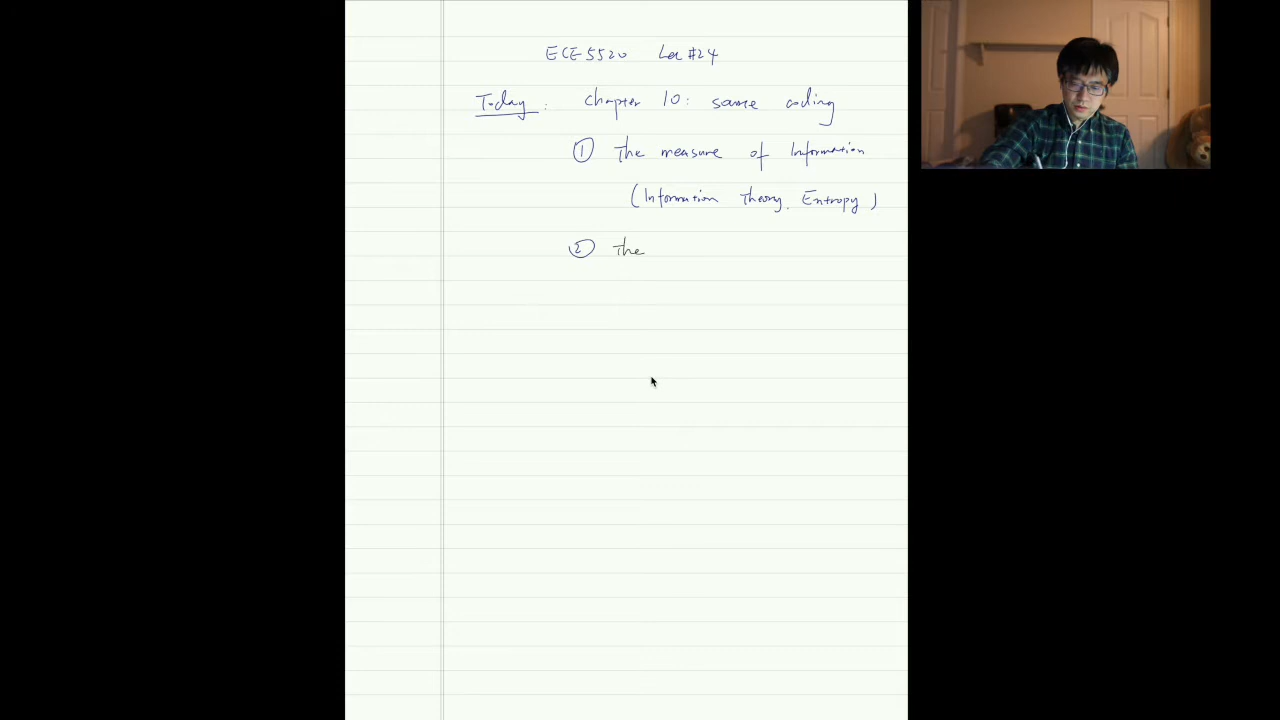 ECE5520 Lec #24
Today: Chapter 10: source coding
① The measure of Information
(Information Theory, Entropy)
② The